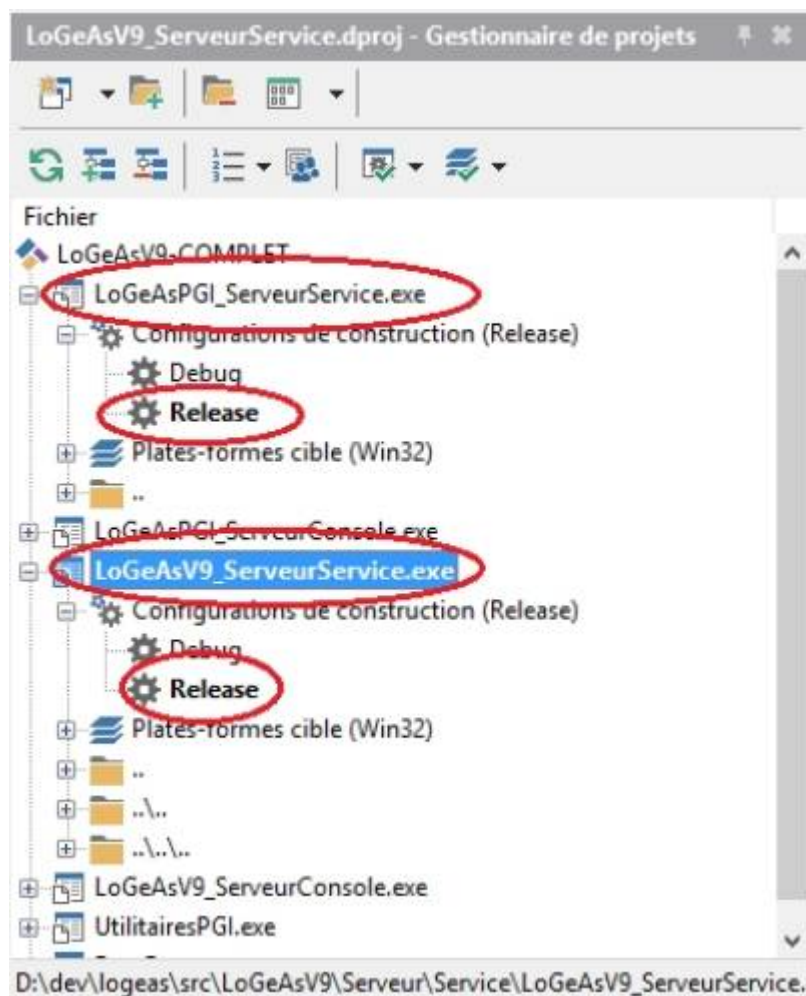 LoGeAsV9_ServeurService.dproj - Gestionnaire de projets
Fichier
LoGeAsV9-COMPLET
LoGeAsPGI_ServeurService.exe
Configurations de construction (Release)
Debug
Release
Plates-formes cible (Win32)
..
LoGeAsPGI_ServeurConsole.exe
LoGeAsV9_ServeurService.exe
Configurations de construction (Release)
Debug
Release
Plates-formes cible (Win32)
..
..\..
..\..\..
LoGeAsV9_ServeurConsole.exe
UtilitairesPGI.exe
D:\dev\logeas\src\LoGeAsV9\Serveur\Service\LoGeAsV9_ServeurService.